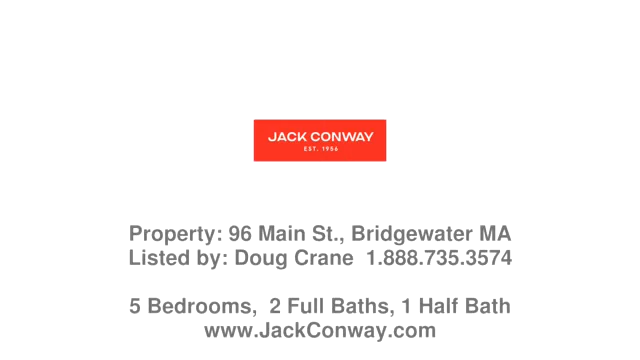 JACK CONWAY
EST. 1956
Property: 96 Main St., Bridgewater MA
Listed by: Doug Crane  1.888.735.3574
5 Bedrooms,  2 Full Baths, 1 Half Bath
www.JackConway.com